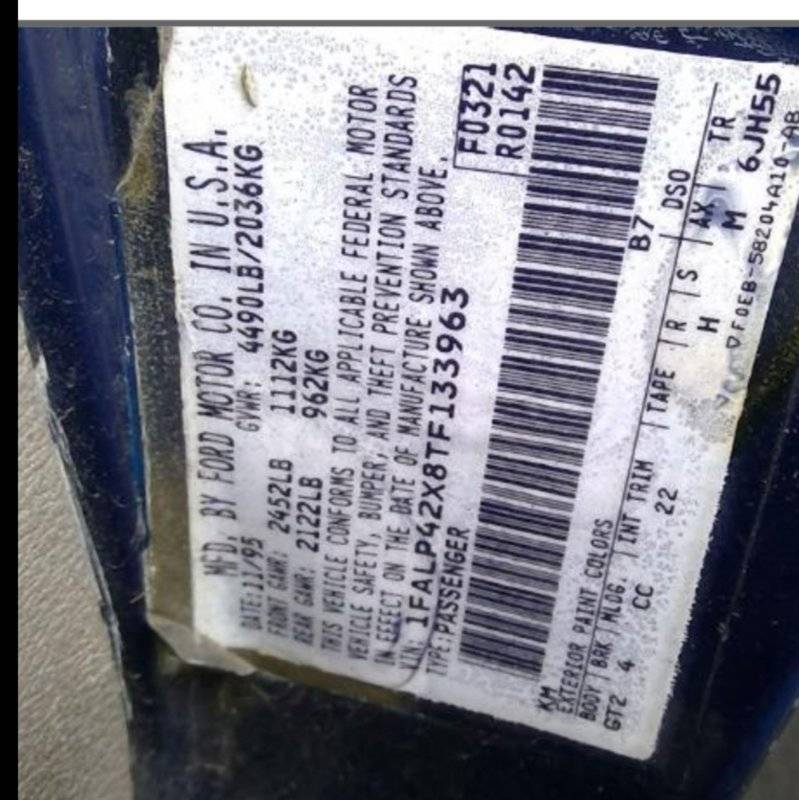 MFD. BY FORD MOTOR CO. IN U.S.A.
DATE: 11/95 GVWR: 4490LB/2036KG
FRONT GAWR: 2452LB 1112KG
REAR GAWR: 2122LB 962KG
THIS VEHICLE CONFORMS TO ALL APPLICABLE FEDERAL MOTOR
VEHICLE SAFETY, BUMPER, AND THEFT PREVENTION STANDARDS
IN EFFECT ON THE DATE OF MANUFACTURE SHOWN ABOVE.
VIN: 1FALP42X8TF133963
TYPE: PASSENGER
F0321
R0142
KM B7
EXTERIOR PAINT COLORS DSO
BODY | BRK | MLDG. | INT TRIM | TAPE | R | S | AX | TR
GT2 4 CC 22 H M 6JH55
▽F0EB-58204A10-AB